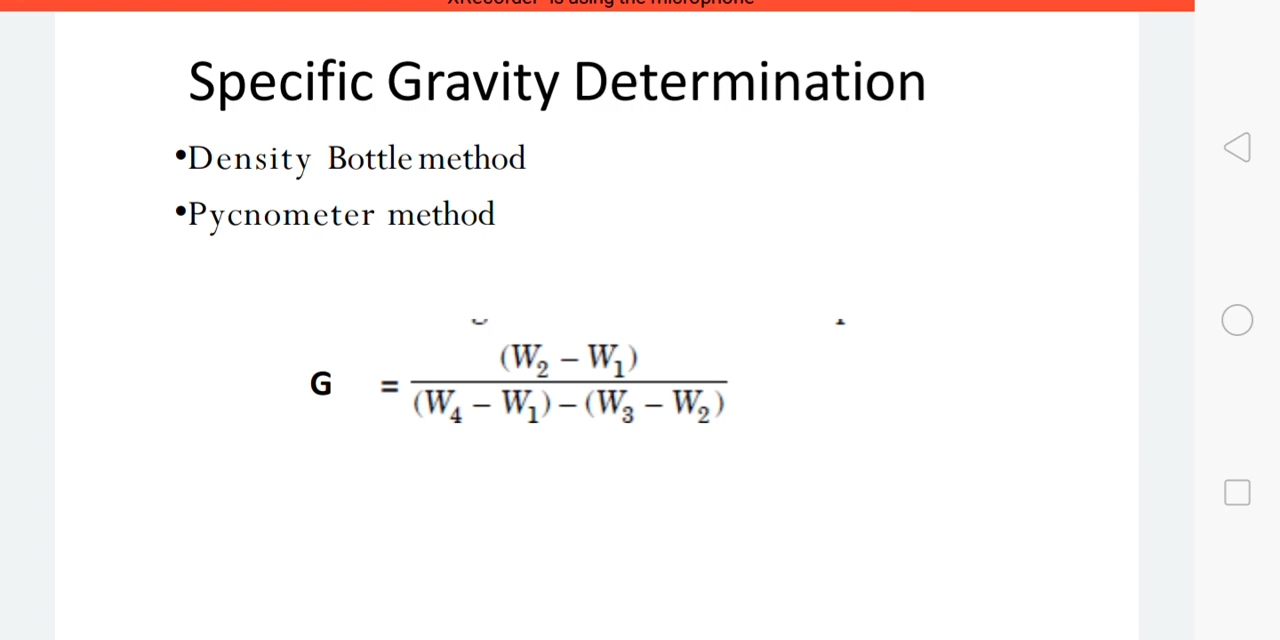 Specific Gravity Determination
•Density Bottle method
•Pycnometer method
G = (W₂ – W₁) / (W₄ – W₁) – (W₃ – W₂)